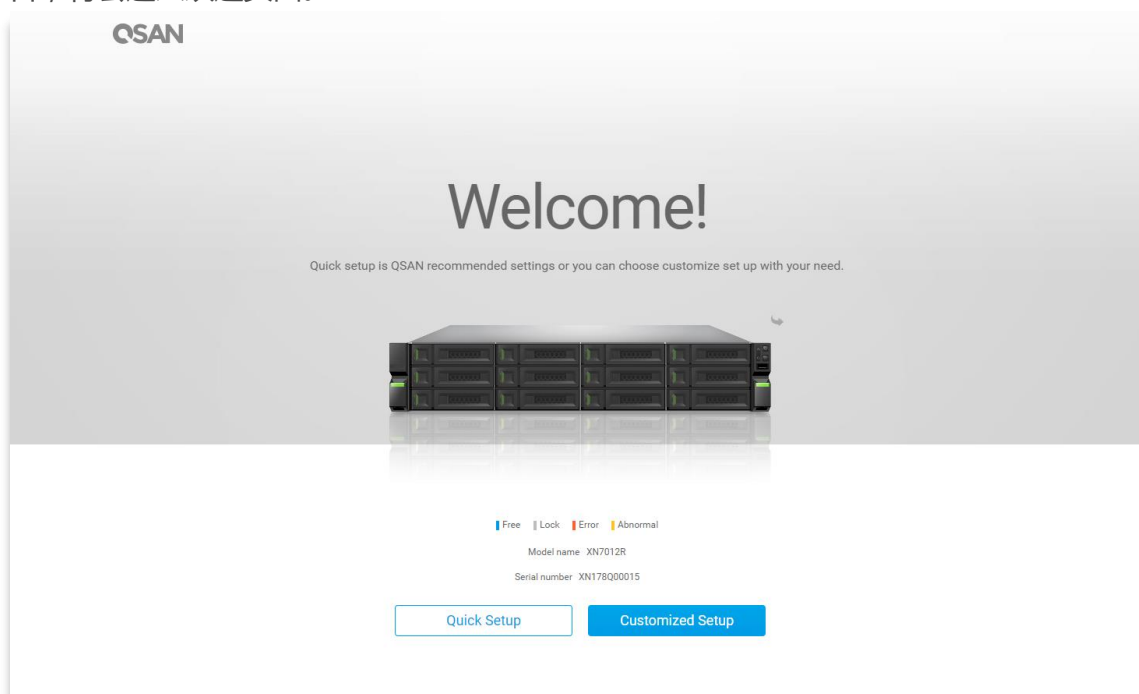 QSAN
Welcome!
Quick setup is QSAN recommended settings or you can choose customize set up with your need.
Free Lock Error Abnormal
Model name XN7012R
Serial number XN178Q00015
Quick Setup Customized Setup